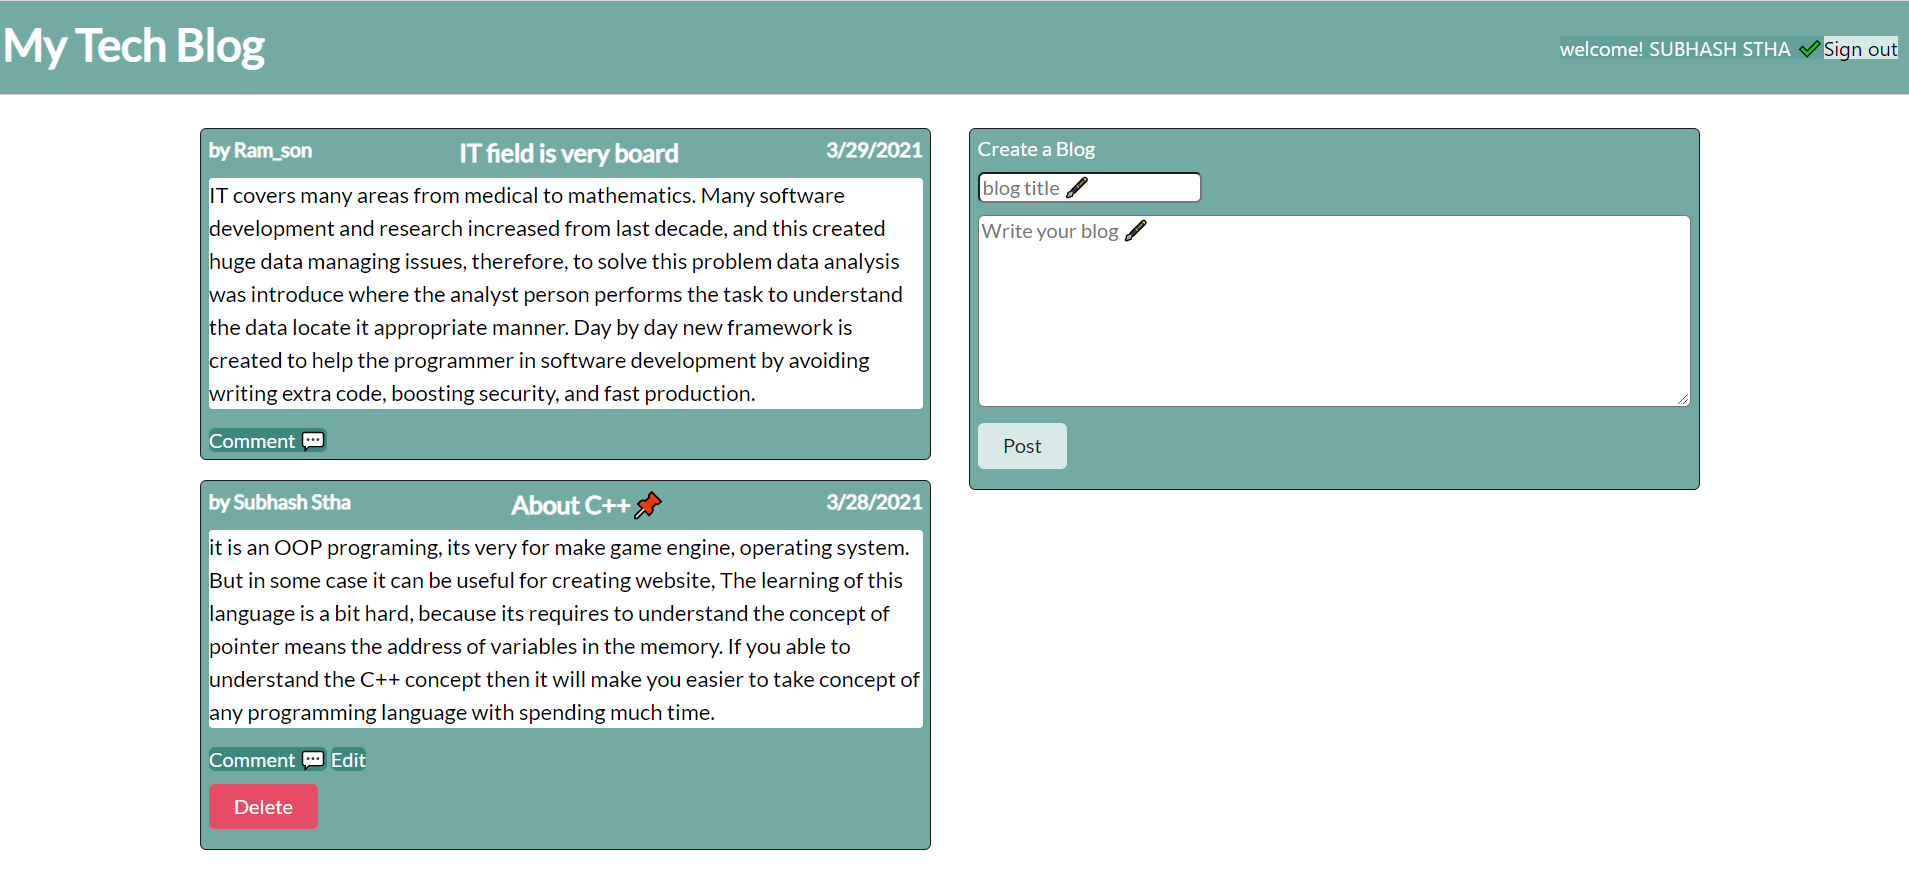 My Tech Blog
welcome! SUBHASH STHA ✔ Sign out
by Ram_son IT field is very board 3/29/2021
IT covers many areas from medical to mathematics. Many software
development and research increased from last decade, and this created
huge data managing issues, therefore, to solve this problem data analysis
was introduce where the analyst person performs the task to understand
the data locate it appropriate manner. Day by day new framework is
created to help the programmer in software development by avoiding
writing extra code, boosting security, and fast production.
Comment 💬
by Subhash Stha About C++📌 3/28/2021
it is an OOP programing, its very for make game engine, operating system.
But in some case it can be useful for creating website, The learning of this
language is a bit hard, because its requires to understand the concept of
pointer means the address of variables in the memory. If you able to
understand the C++ concept then it will make you easier to take concept of
any programming language with spending much time.
Comment 💬 Edit
Delete
Create a Blog
blog title 🖌
Write your blog 🖌
Post